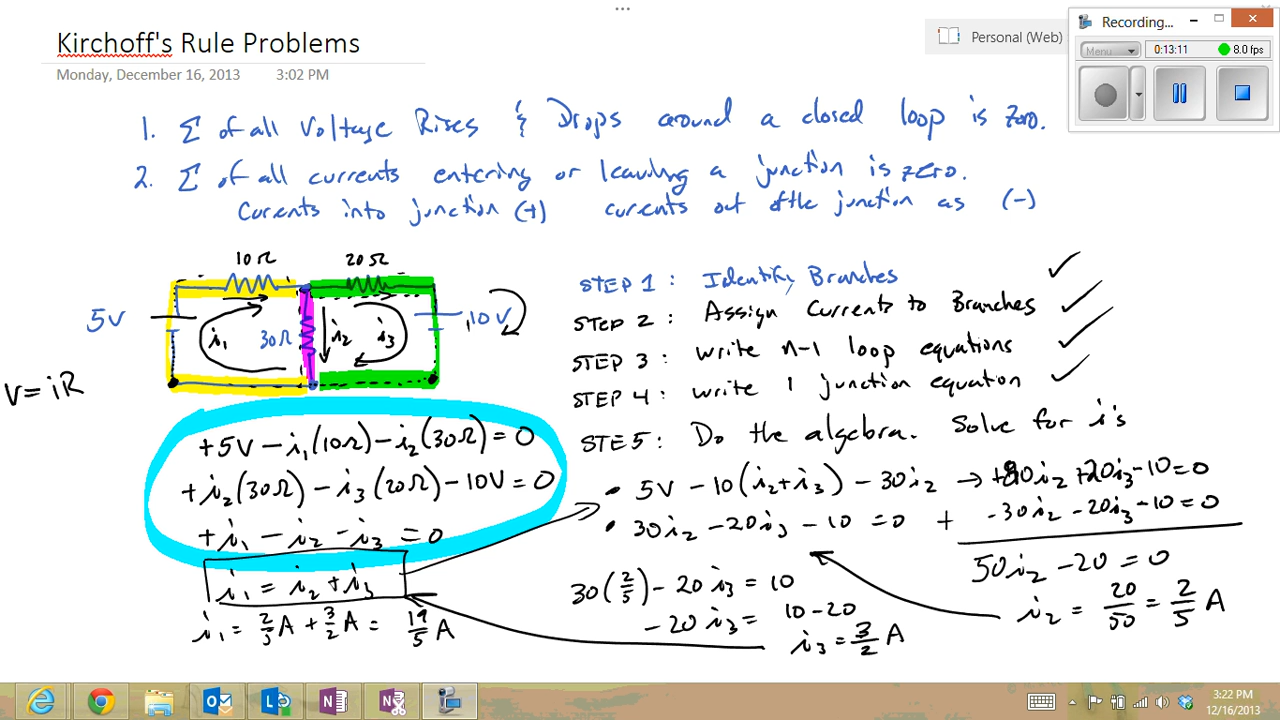 Kirchoff's Rule Problems
Monday, December 16, 2013 3:02 PM
Personal (Web)
Recording...
Menu
0:13:11
8.0 fps
1. Σ of all Voltage Rises & Drops around a closed loop is zero.
2. Σ of all currents entering or leaving a junction is zero.
Currents into junction (+) currents out of the junction as (-)
10Ω 20Ω
5V i₁ 30Ω i₂ i₃ 10V
V=iR
STEP 1: Identify Branches
STEP 2: Assign Currents to Branches
STEP 3: write n-1 loop equations
STEP 4: write 1 junction equation
STE 5: Do the algebra. Solve for i's
+5V - i₁(10Ω) - i₂(30Ω) = 0
+i₂(30Ω) - i₃(20Ω) - 10V = 0
+i₁ - i₂ - i₃ = 0
i₁ = i₂ + i₃
i₁ = 2/5 A + 3/2 A = 19/5 A
• 5V - 10(i₂+i₃) - 30i₂ → +80i₂ +20i₃ -10=0
• 30i₂ - 20i₃ - 10 = 0 + -30i₂ - 20i₃ -10 = 0
50i₂ - 20 = 0
i₂ = 20/50 = 2/5 A
30(2/5) - 20i₃ = 10
-20i₃ = 10-20
i₃ = 3/2 A
3:22 PM
12/16/2013